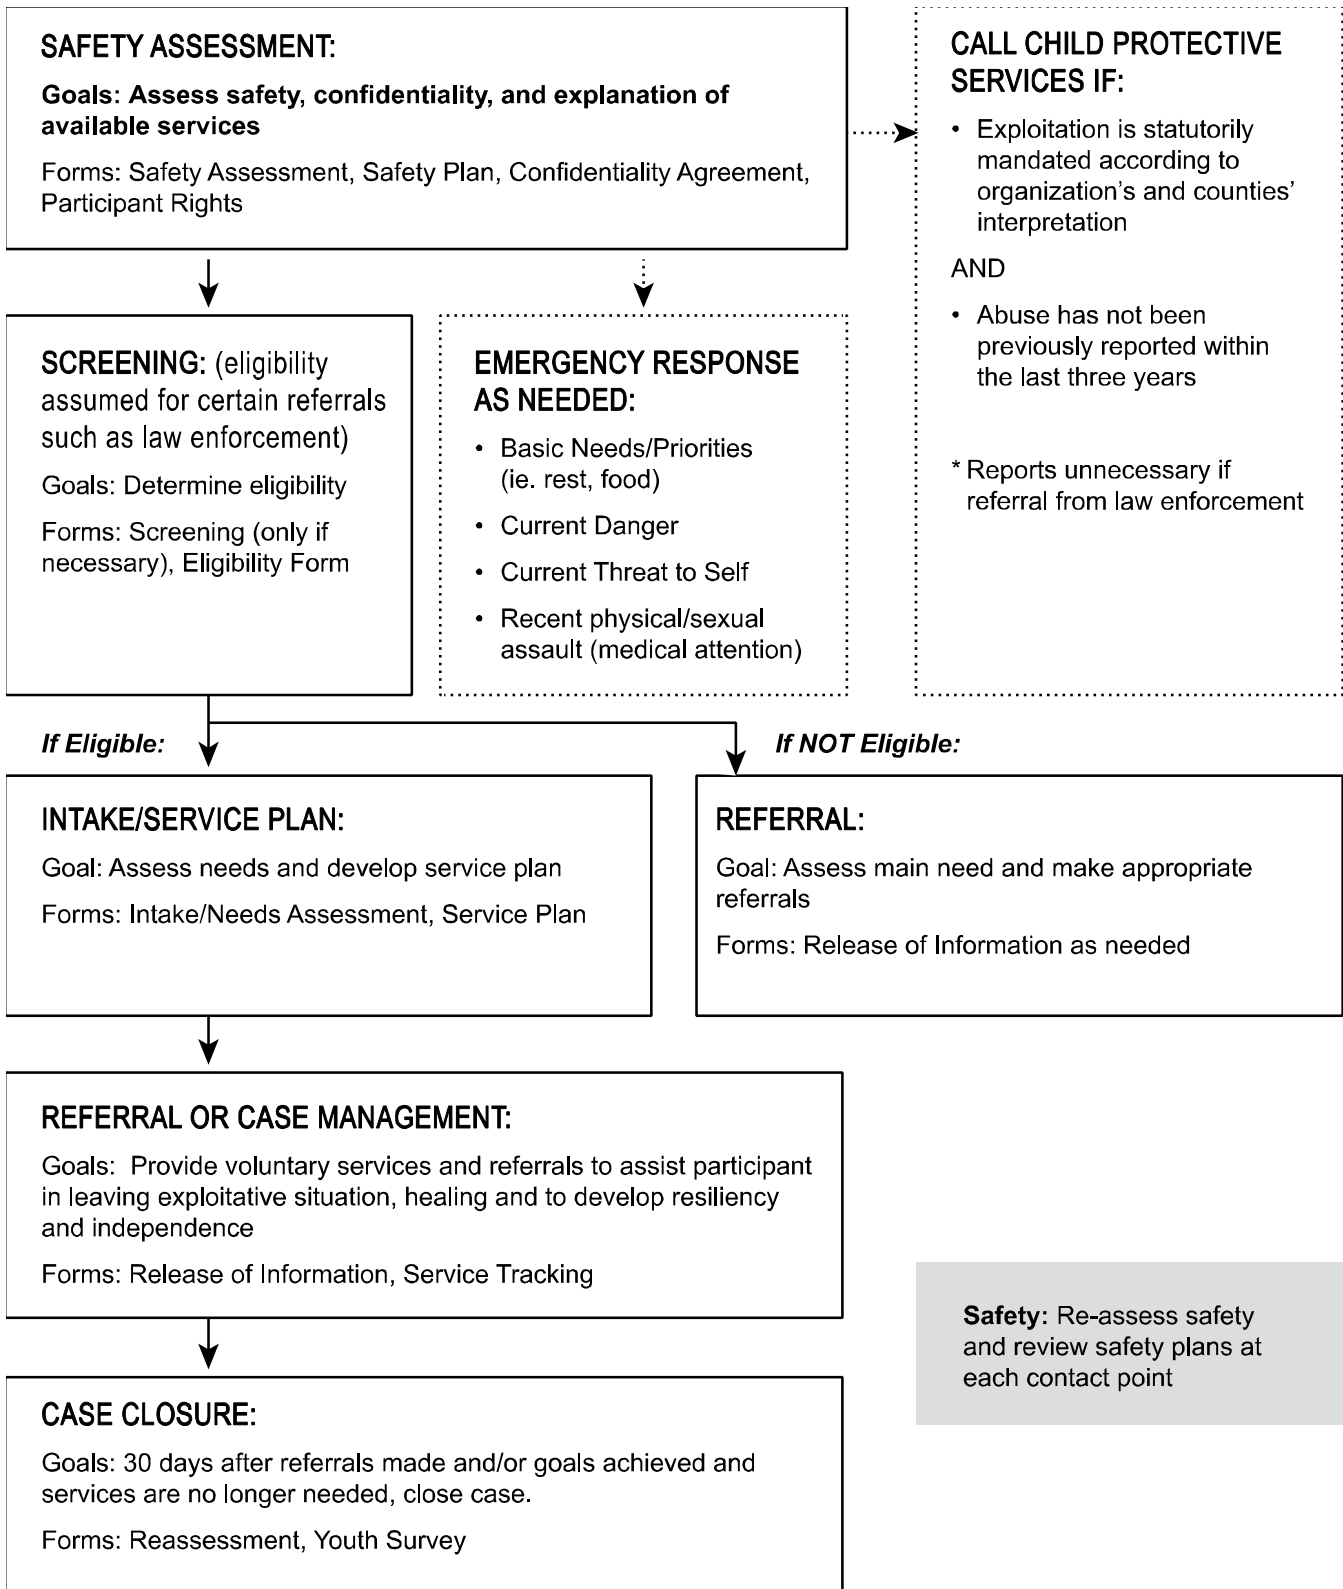 SAFETY ASSESSMENT:
Goals: Assess safety, confidentiality, and explanation of
available services
Forms: Safety Assessment, Safety Plan, Confidentiality Agreement,
Participant Rights
CALL CHILD PROTECTIVE
SERVICES IF:
• Exploitation is statutorily
mandated according to
organization’s and counties’
interpretation
AND
• Abuse has not been
previously reported within
the last three years
* Reports unnecessary if
referral from law enforcement
SCREENING: (eligibility
assumed for certain referrals
such as law enforcement)
Goals: Determine eligibility
Forms: Screening (only if
necessary), Eligibility Form
EMERGENCY RESPONSE
AS NEEDED:
• Basic Needs/Priorities
(ie. rest, food)
• Current Danger
• Current Threat to Self
• Recent physical/sexual
assault (medical attention)
If Eligible:
If NOT Eligible:
INTAKE/SERVICE PLAN:
Goal: Assess needs and develop service plan
Forms: Intake/Needs Assessment, Service Plan
REFERRAL:
Goal: Assess main need and make appropriate
referrals
Forms: Release of Information as needed
REFERRAL OR CASE MANAGEMENT:
Goals: Provide voluntary services and referrals to assist participant
in leaving exploitative situation, healing and to develop resiliency
and independence
Forms: Release of Information, Service Tracking
Safety: Re-assess safety
and review safety plans at
each contact point
CASE CLOSURE:
Goals: 30 days after referrals made and/or goals achieved and
services are no longer needed, close case.
Forms: Reassessment, Youth Survey